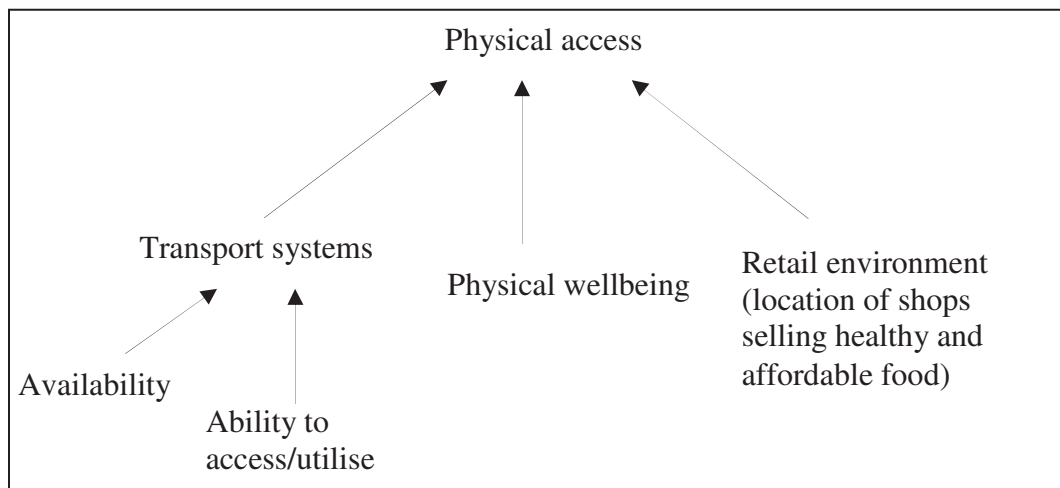 Physical access
Transport systems
Physical wellbeing
Retail environment
(location of shops
selling healthy and
affordable food)
Availability
Ability to
access/utilise